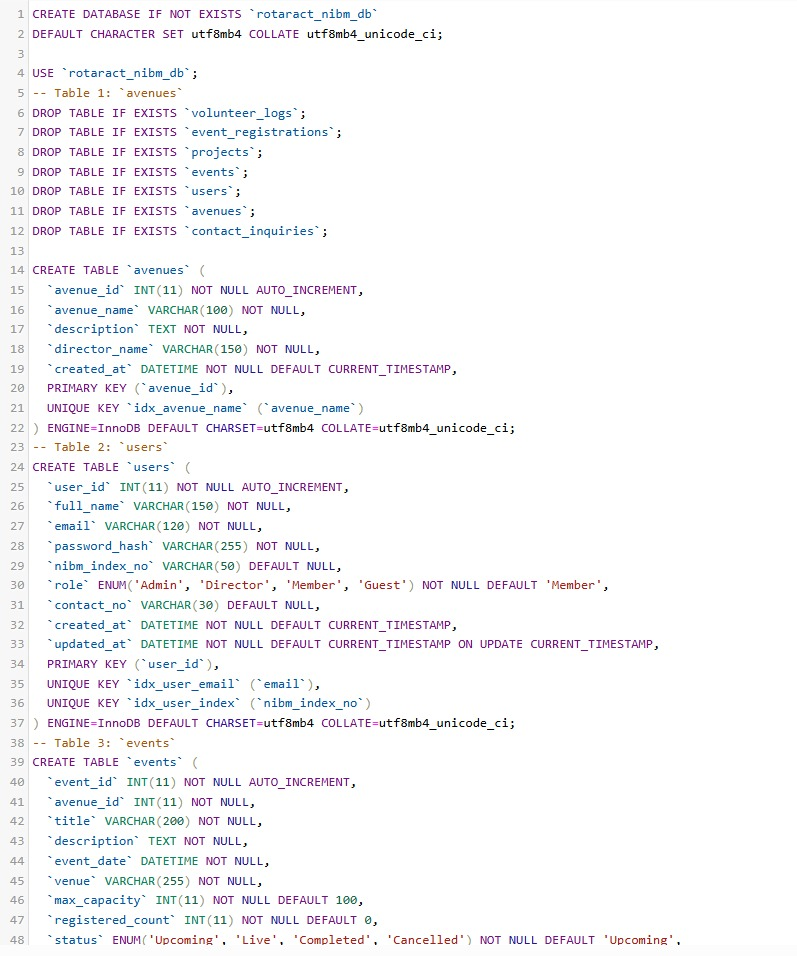 1 CREATE DATABASE IF NOT EXISTS `rotaract_nibm_db`
2 DEFAULT CHARACTER SET utf8mb4 COLLATE utf8mb4_unicode_ci;
3
4 USE `rotaract_nibm_db`;
5 -- Table 1: `avenues`
6 DROP TABLE IF EXISTS `volunteer_logs`;
7 DROP TABLE IF EXISTS `event_registrations`;
8 DROP TABLE IF EXISTS `projects`;
9 DROP TABLE IF EXISTS `events`;
10 DROP TABLE IF EXISTS `users`;
11 DROP TABLE IF EXISTS `avenues`;
12 DROP TABLE IF EXISTS `contact_inquiries`;
13
14 CREATE TABLE `avenues` (
15   `avenue_id` INT(11) NOT NULL AUTO_INCREMENT,
16   `avenue_name` VARCHAR(100) NOT NULL,
17   `description` TEXT NOT NULL,
18   `director_name` VARCHAR(150) NOT NULL,
19   `created_at` DATETIME NOT NULL DEFAULT CURRENT_TIMESTAMP,
20   PRIMARY KEY (`avenue_id`),
21   UNIQUE KEY `idx_avenue_name` (`avenue_name`)
22 ) ENGINE=InnoDB DEFAULT CHARSET=utf8mb4 COLLATE=utf8mb4_unicode_ci;
23 -- Table 2: `users`
24 CREATE TABLE `users` (
25   `user_id` INT(11) NOT NULL AUTO_INCREMENT,
26   `full_name` VARCHAR(150) NOT NULL,
27   `email` VARCHAR(120) NOT NULL,
28   `password_hash` VARCHAR(255) NOT NULL,
29   `nibm_index_no` VARCHAR(50) DEFAULT NULL,
30   `role` ENUM('Admin', 'Director', 'Member', 'Guest') NOT NULL DEFAULT 'Member',
31   `contact_no` VARCHAR(30) DEFAULT NULL,
32   `created_at` DATETIME NOT NULL DEFAULT CURRENT_TIMESTAMP,
33   `updated_at` DATETIME NOT NULL DEFAULT CURRENT_TIMESTAMP ON UPDATE CURRENT_TIMESTAMP,
34   PRIMARY KEY (`user_id`),
35   UNIQUE KEY `idx_user_email` (`email`),
36   UNIQUE KEY `idx_user_index` (`nibm_index_no`)
37 ) ENGINE=InnoDB DEFAULT CHARSET=utf8mb4 COLLATE=utf8mb4_unicode_ci;
38 -- Table 3: `events`
39 CREATE TABLE `events` (
40   `event_id` INT(11) NOT NULL AUTO_INCREMENT,
41   `avenue_id` INT(11) NOT NULL,
42   `title` VARCHAR(200) NOT NULL,
43   `description` TEXT NOT NULL,
44   `event_date` DATETIME NOT NULL,
45   `venue` VARCHAR(255) NOT NULL,
46   `max_capacity` INT(11) NOT NULL DEFAULT 100,
47   `registered_count` INT(11) NOT NULL DEFAULT 0,
48   `status` ENUM('Upcoming', 'Live', 'Completed', 'Cancelled') NOT NULL DEFAULT 'Upcoming',